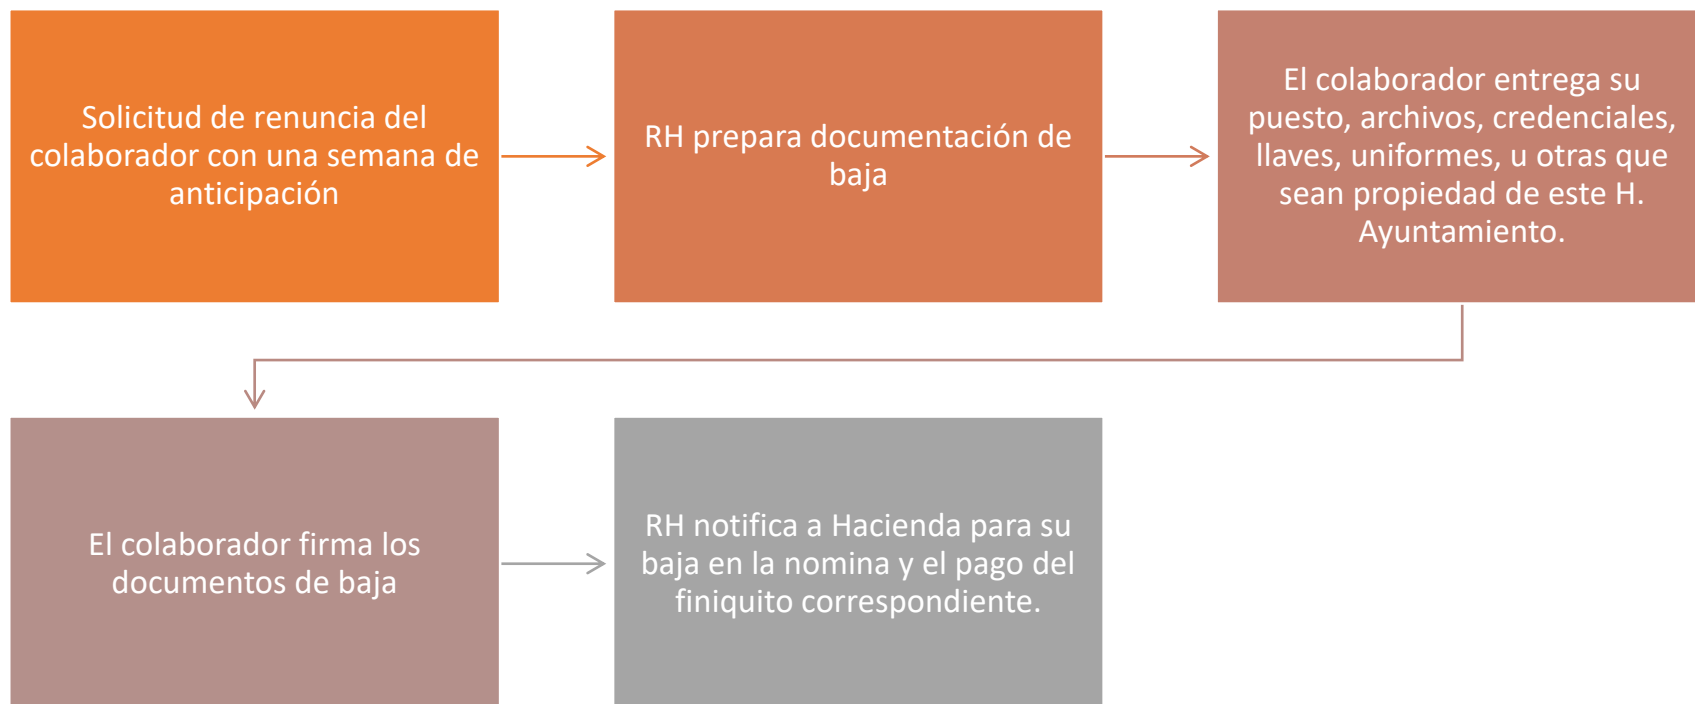 Solicitud de renuncia del
colaborador con una semana de
anticipación
RH prepara documentación de
baja
El colaborador entrega su
puesto, archivos, credenciales,
llaves, uniformes, u otras que
sean propiedad de este H.
Ayuntamiento.
El colaborador firma los
documentos de baja
RH notifica a Hacienda para su
baja en la nomina y el pago del
finiquito correspondiente.